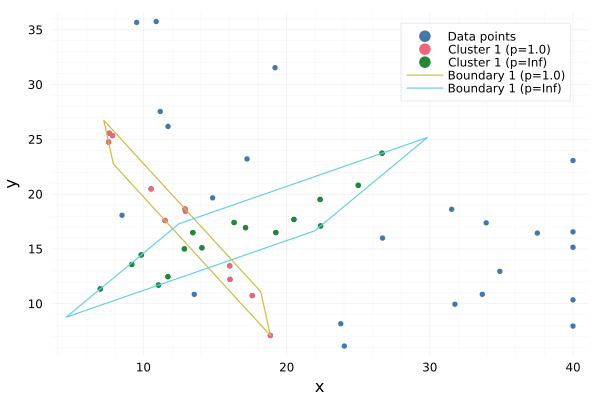 35
30
25
20
15
10
y
10
20
30
40
x
Data points
Cluster 1 (p=1.0)
Cluster 1 (p=Inf)
Boundary 1 (p=1.0)
Boundary 1 (p=Inf)